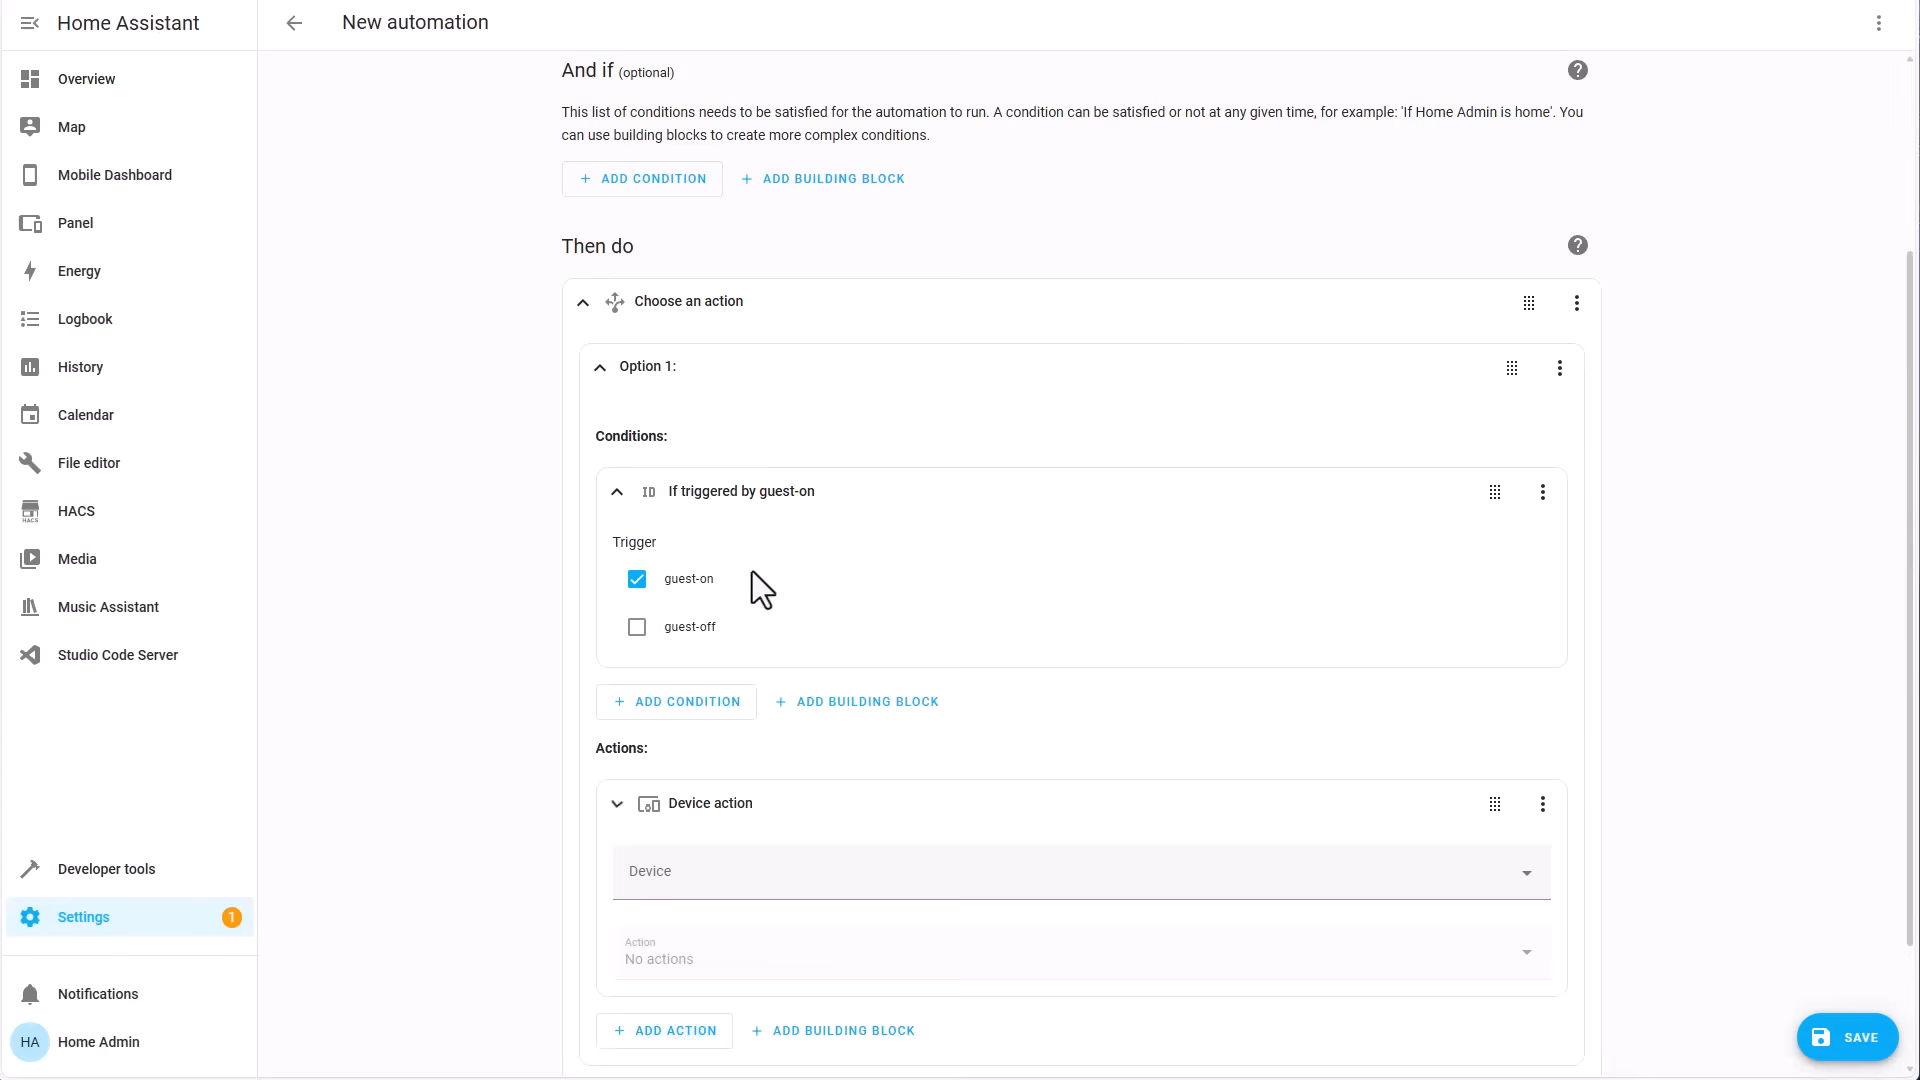 Home Assistant
Overview
Map
Mobile Dashboard
Panel
Energy
Logbook
History
Calendar
File editor
HACS
HACS
Media
Music Assistant
Studio Code Server
Developer tools
Settings
1
Notifications
HA
Home Admin
New automation
And if (optional)
This list of conditions needs to be satisfied for the automation to run. A condition can be satisfied or not at any given time, for example: 'If Home Admin is home'. You
can use building blocks to create more complex conditions.
+ ADD CONDITION
+ ADD BUILDING BLOCK
Then do
Choose an action
Option 1:
Conditions:
ID If triggered by guest-on
Trigger
guest-on
guest-off
+ ADD CONDITION
+ ADD BUILDING BLOCK
Actions:
Device action
Device
Action
No actions
+ ADD ACTION
+ ADD BUILDING BLOCK
SAVE